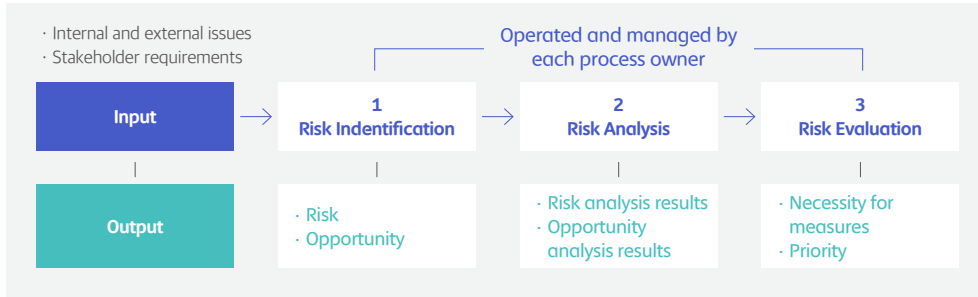 · Internal and external issues
· Stakeholder requirements
Operated and managed by
each process owner
Input
1
Risk Indentification
2
Risk Analysis
3
Risk Evaluation
Output
· Risk
· Opportunity
· Risk analysis results
· Opportunity
analysis results
· Necessity for
measures
· Priority